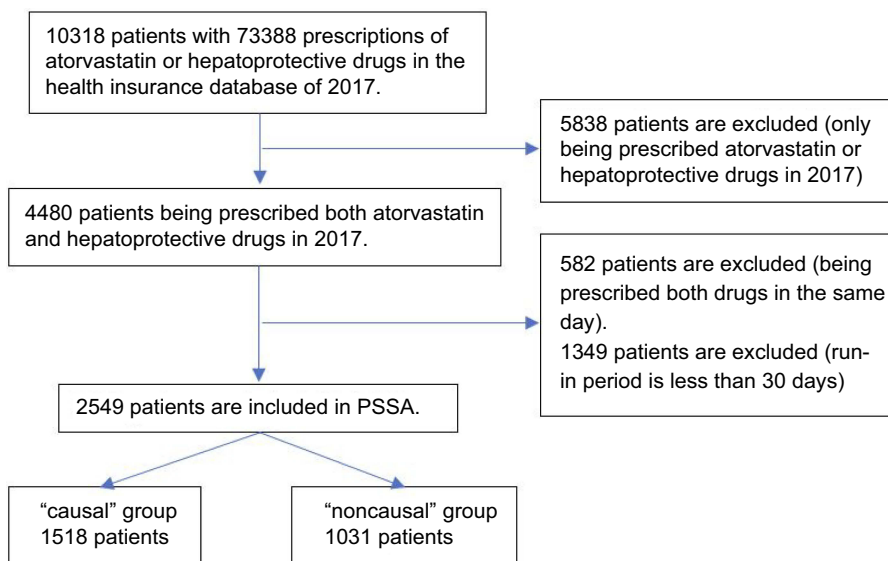 10318 patients with 73388 prescriptions of
atorvastatin or hepatoprotective drugs in the
health insurance database of 2017.
5838 patients are excluded (only
being prescribed atorvastatin or
hepatoprotective drugs in 2017)
4480 patients being prescribed both atorvastatin
and hepatoprotective drugs in 2017.
582 patients are excluded (being
prescribed both drugs in the same
day).
1349 patients are excluded (run-
in period is less than 30 days)
2549 patients are included in PSSA.
“causal” group
1518 patients
“noncausal” group
1031 patients